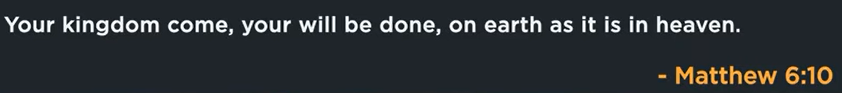 Your kingdom come, your will be done, on earth as it is in heaven.
- Matthew 6:10